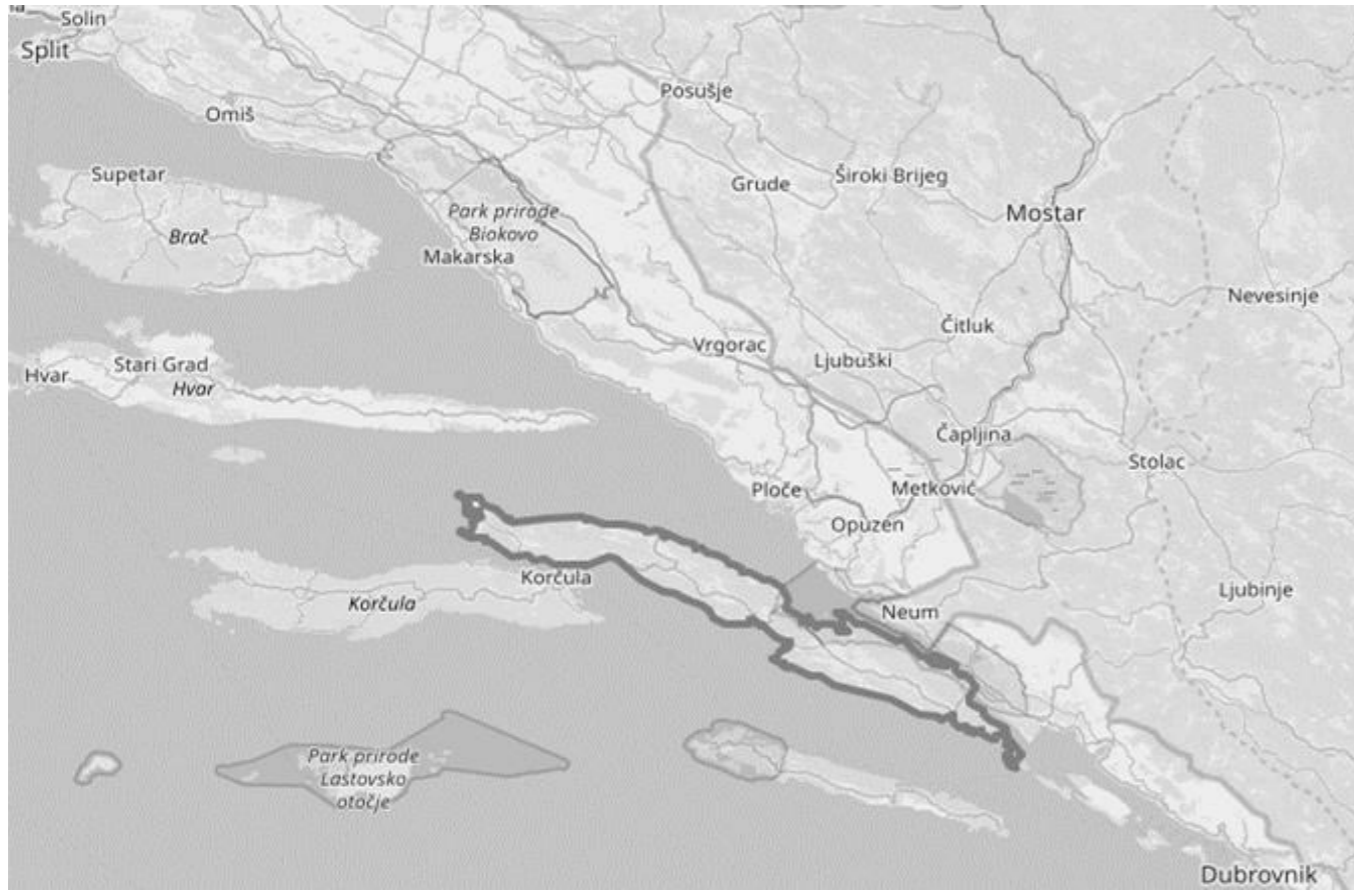 Solin
Split
Posušje
Omiš
Supetar
Grude
Široki Brijeg
Park prirode
Biokovo
Mostar
Brač
Makarska
Nevesinje
Čitluk
Vrgorac
Ljubuški
Stari Grad
Hvar
Hvar
Čapljina
Stolac
Ploče
Metković
Opuzen
Korčula
Korčula
Neum
Ljubinje
Park prirode
Lastovsko
otočje
Dubrovnik